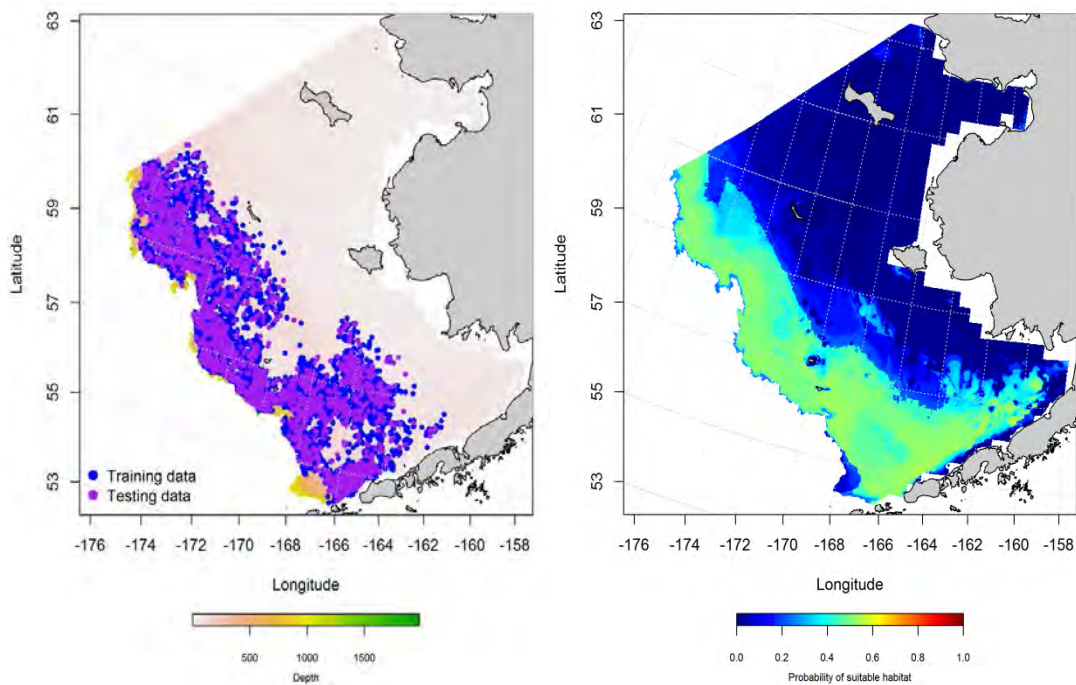 63
61
59
57
55
53
Latitude
Training data
Testing data
-176 -174 -172 -170 -168 -166 -164 -162 -160 -158
Longitude
500 1000 1500
Depth
63
61
59
57
55
53
Latitude
-176 -174 -172 -170 -168 -166 -164 -162 -160 -158
Longitude
0.0 0.2 0.4 0.6 0.8 1.0
Probability of suitable habitat